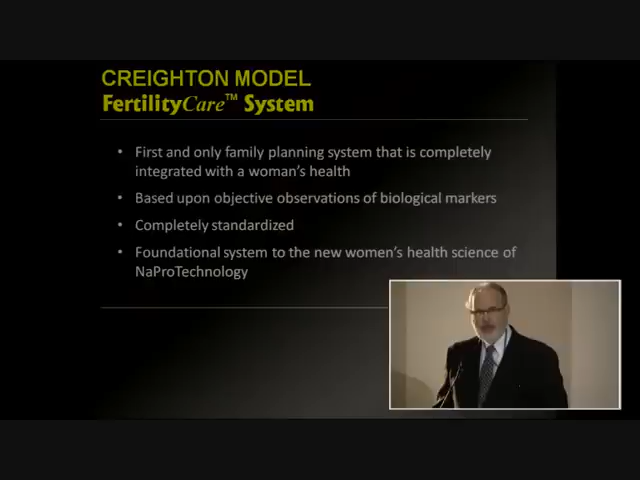 CREIGHTON MODEL
FertilityCare™ System
• First and only family planning system that is completely
integrated with a woman's health
• Based upon objective observations of biological markers
• Completely standardized
• Foundational system to the new women's health science of
NaProTechnology